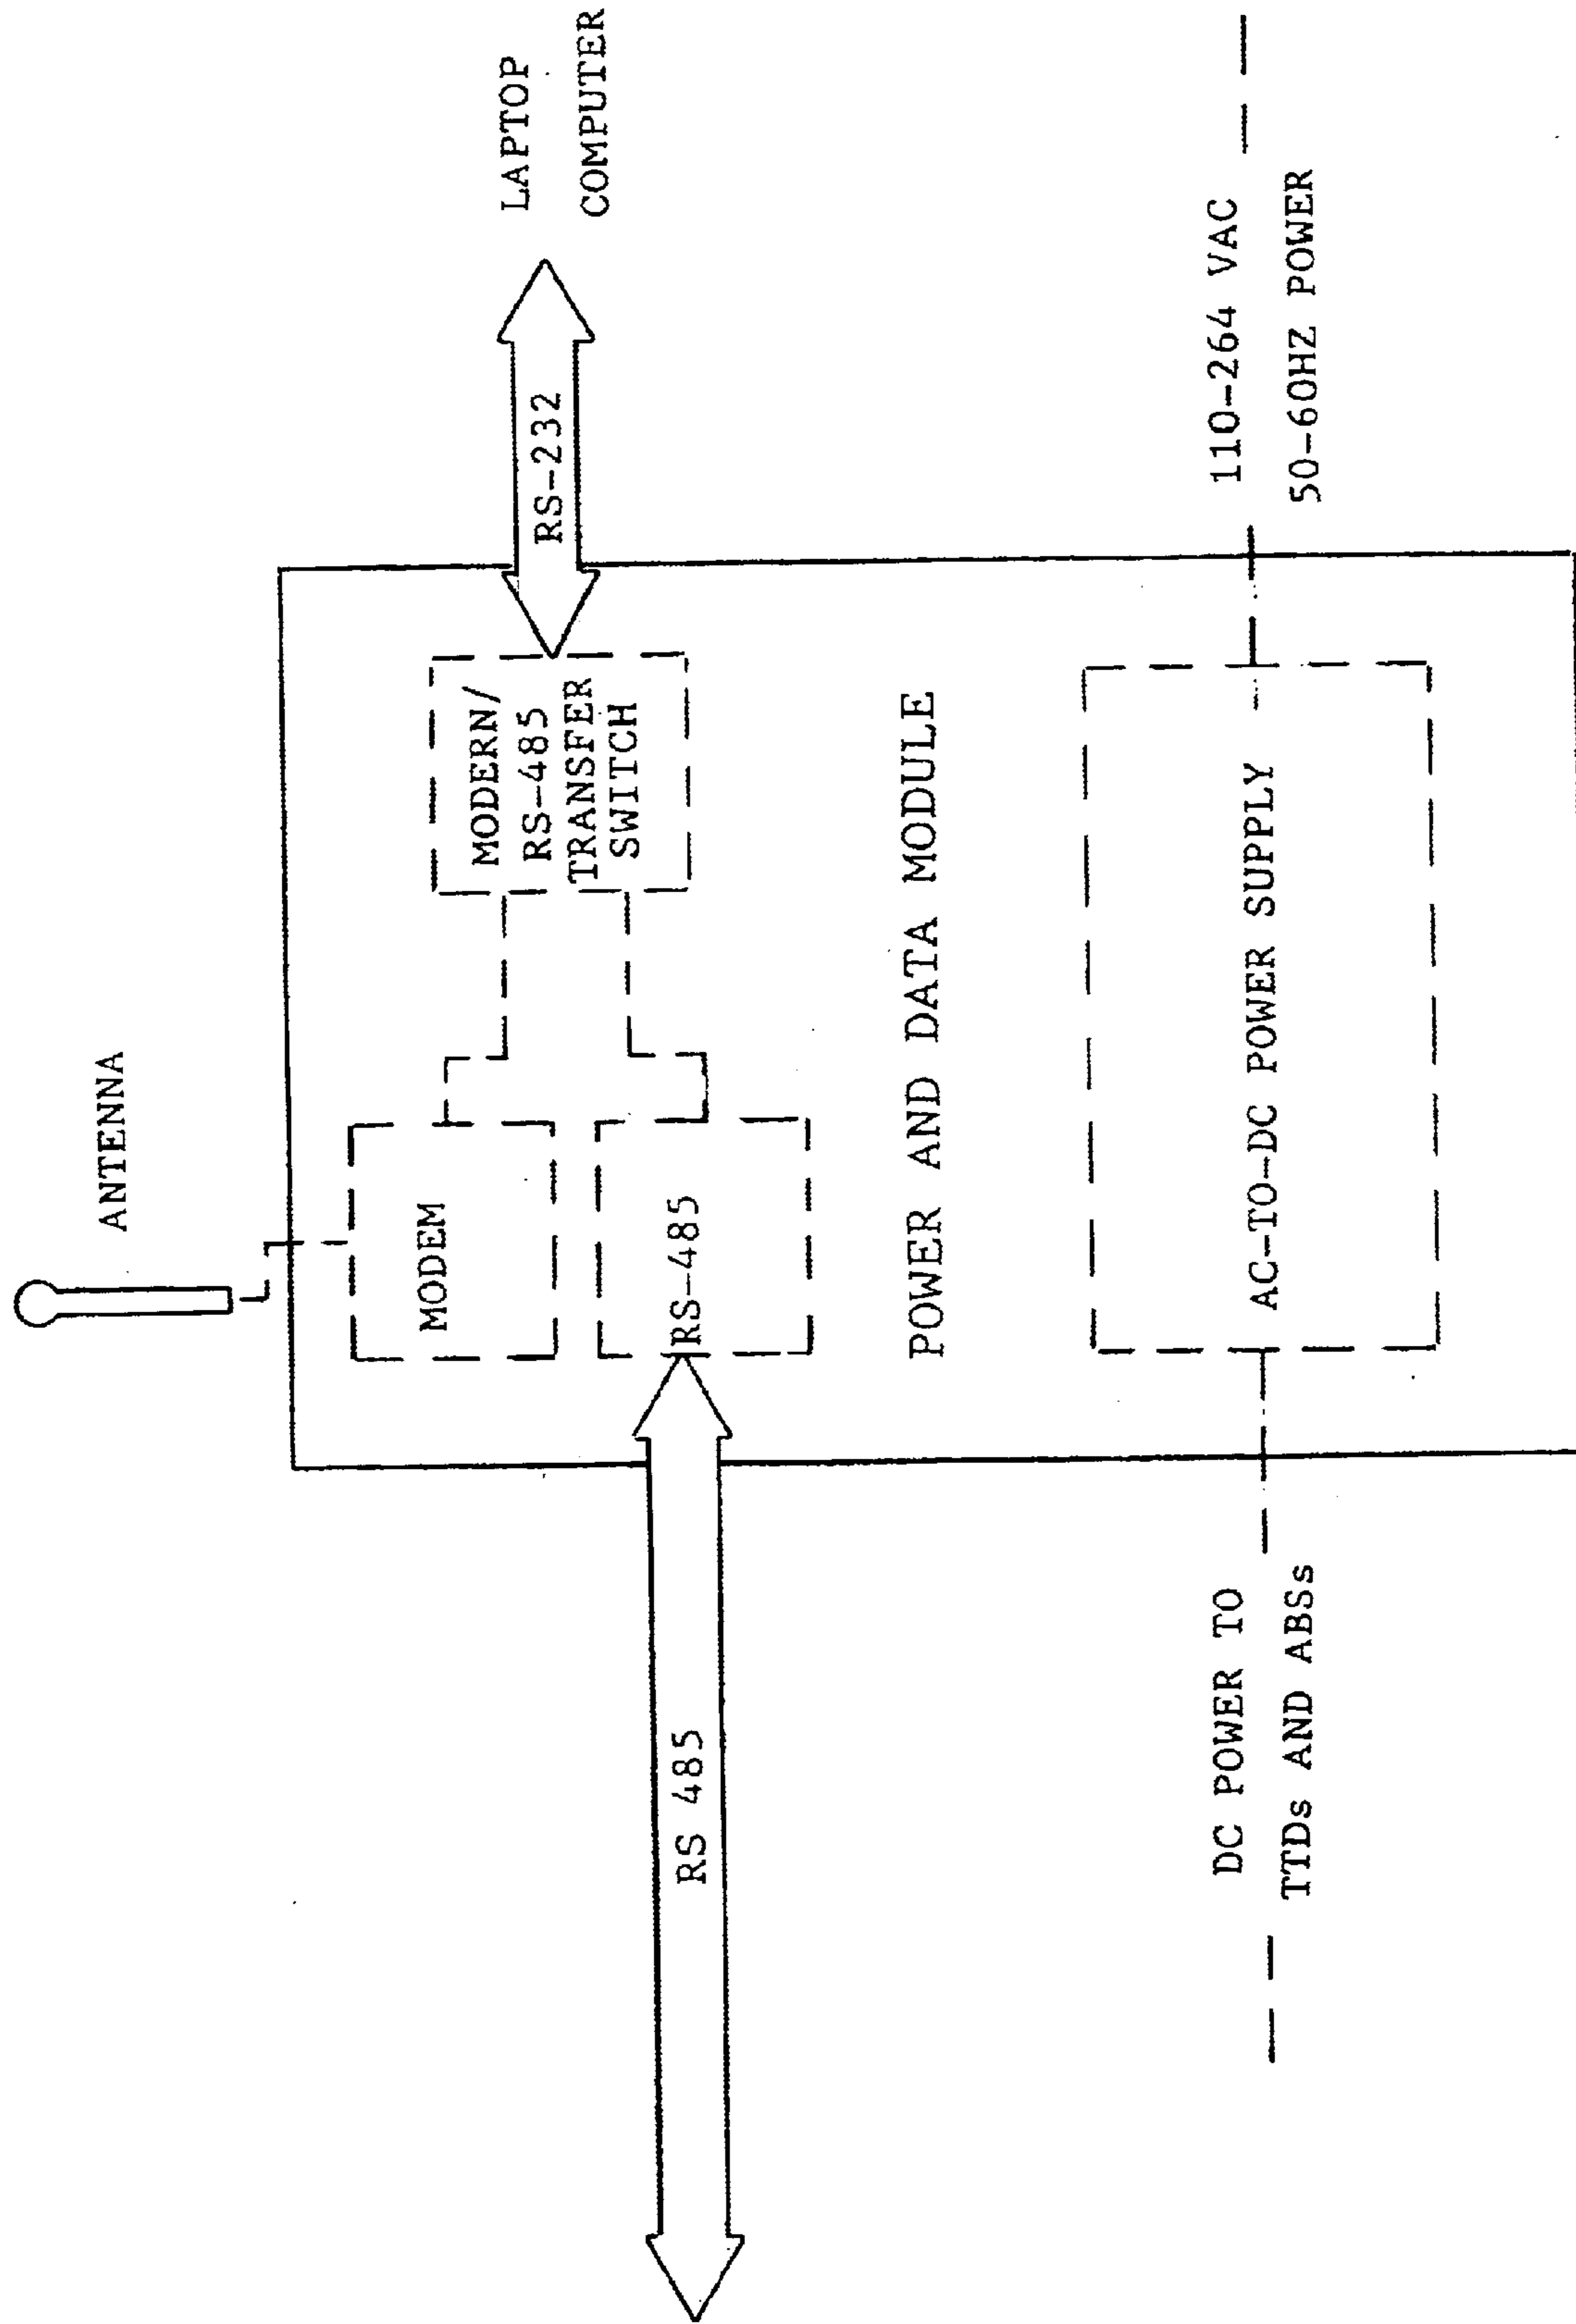 ANTENNA
MODEM
MODERN/
RS-485
TRANSFER
SWITCH
RS-232
LAPTOP
COMPUTER
RS 485
RS-485
POWER AND DATA MODULE
DC POWER TO
TTDs AND ABSs
AC-TO-DC POWER SUPPLY
110-264 VAC
50-60HZ POWER